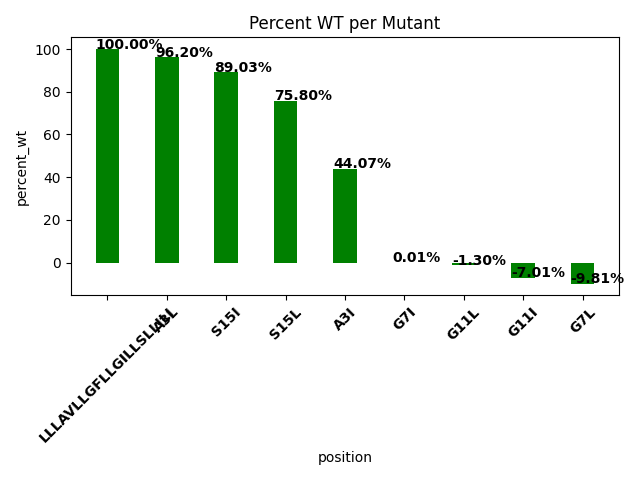 Percent WT per Mutant
100.00%
96.20%
89.03%
75.80%
44.07%
0.01%
-1.30%
-7.01%
-9.81%
percent_wt
100
80
60
40
20
0
A3L
S15I
S15L
A3I
G7I
G11L
G11I
G7L
position